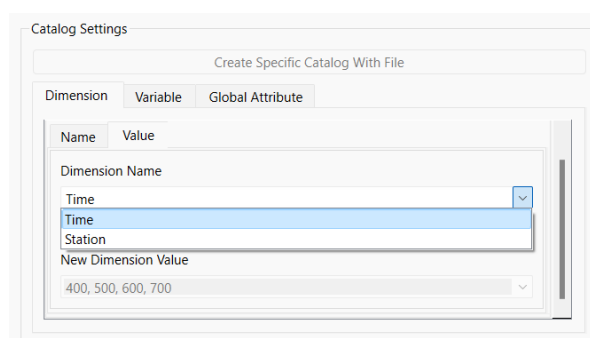 Catalog Settings
Create Specific Catalog With File
Dimension Variable Global Attribute
Name Value
Dimension Name
Time
Time
Station
New Dimension Value
400, 500, 600, 700